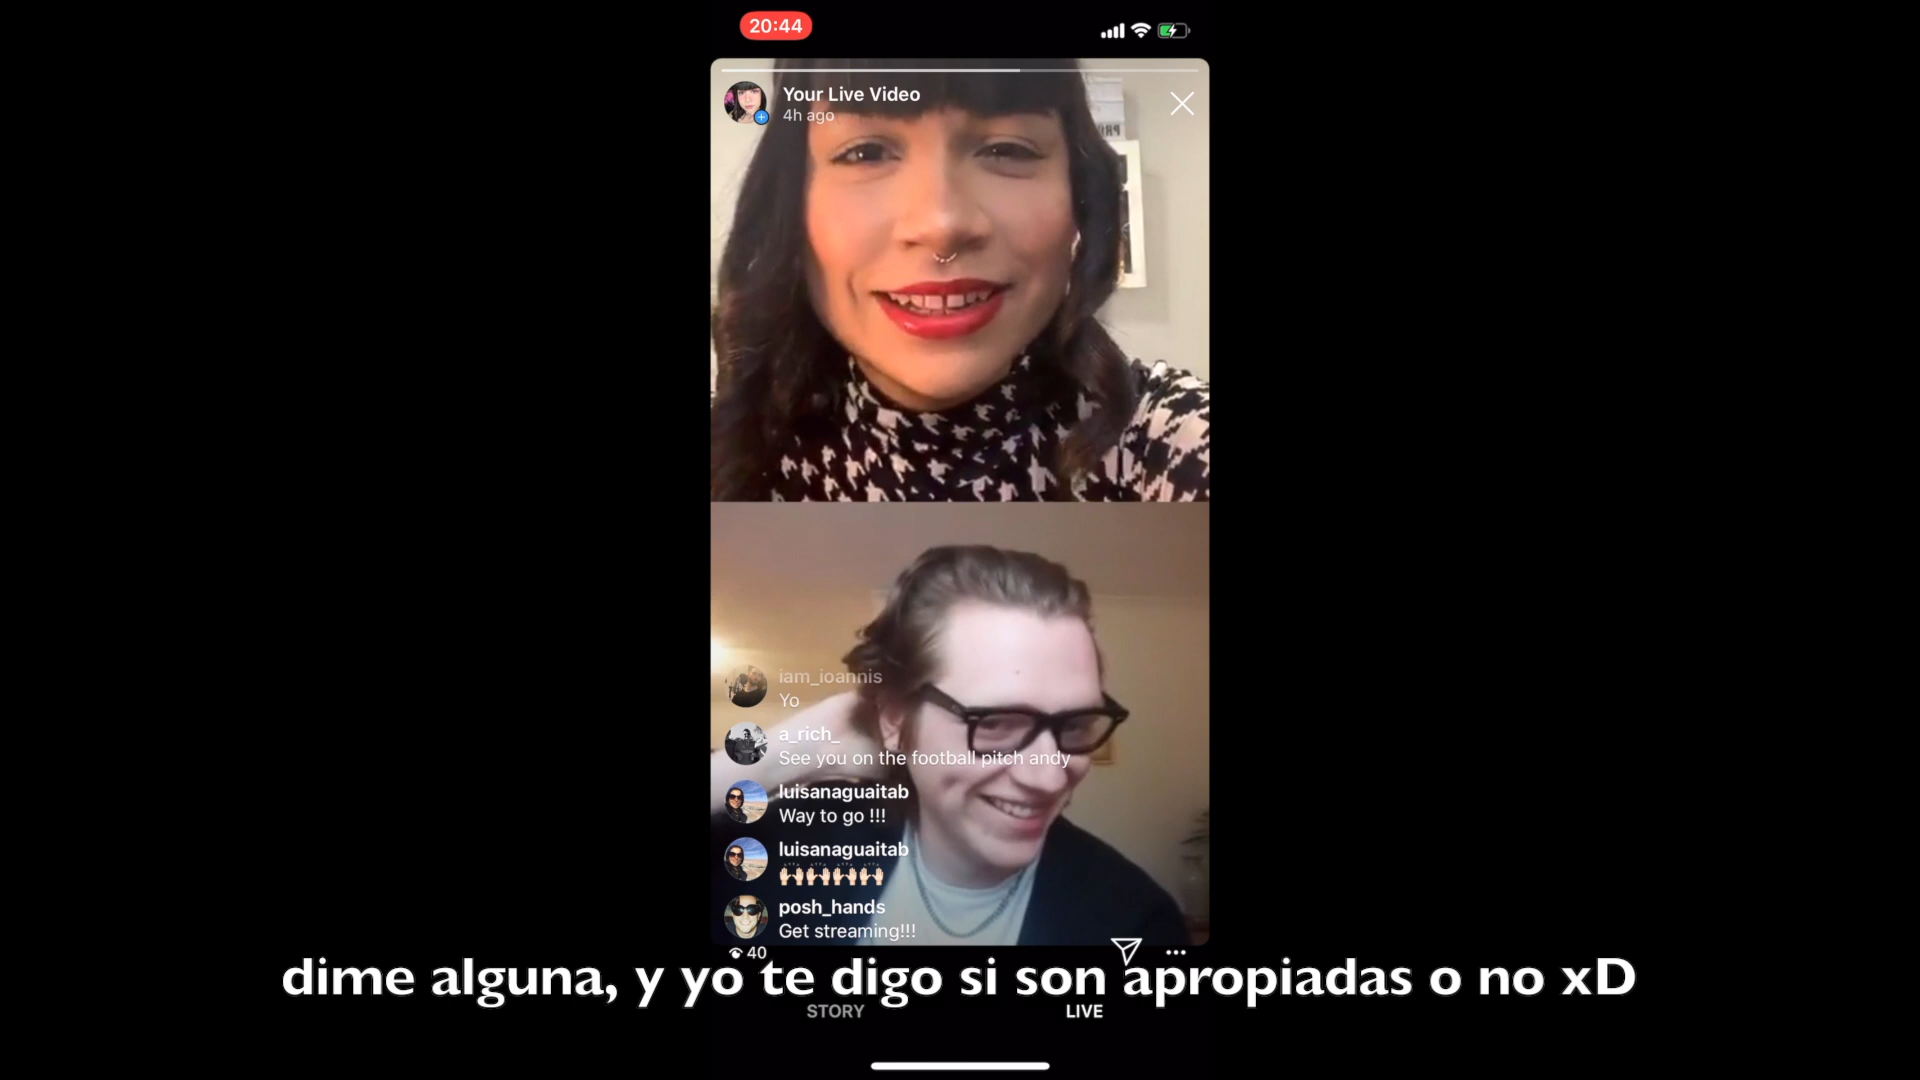 20:44
Your Live Video
4h ago
iam_ioannis
Yo
a_rich_
See you on the football pitch andy
luisanaguaitab
Way to go !!!
luisanaguaitab
🙌🏻🙌🏻🙌🏻🙌🏻
posh_hands
Get streaming!!!
40
dime alguna, y yo te digo si son apropiadas o no xD
STORY
LIVE